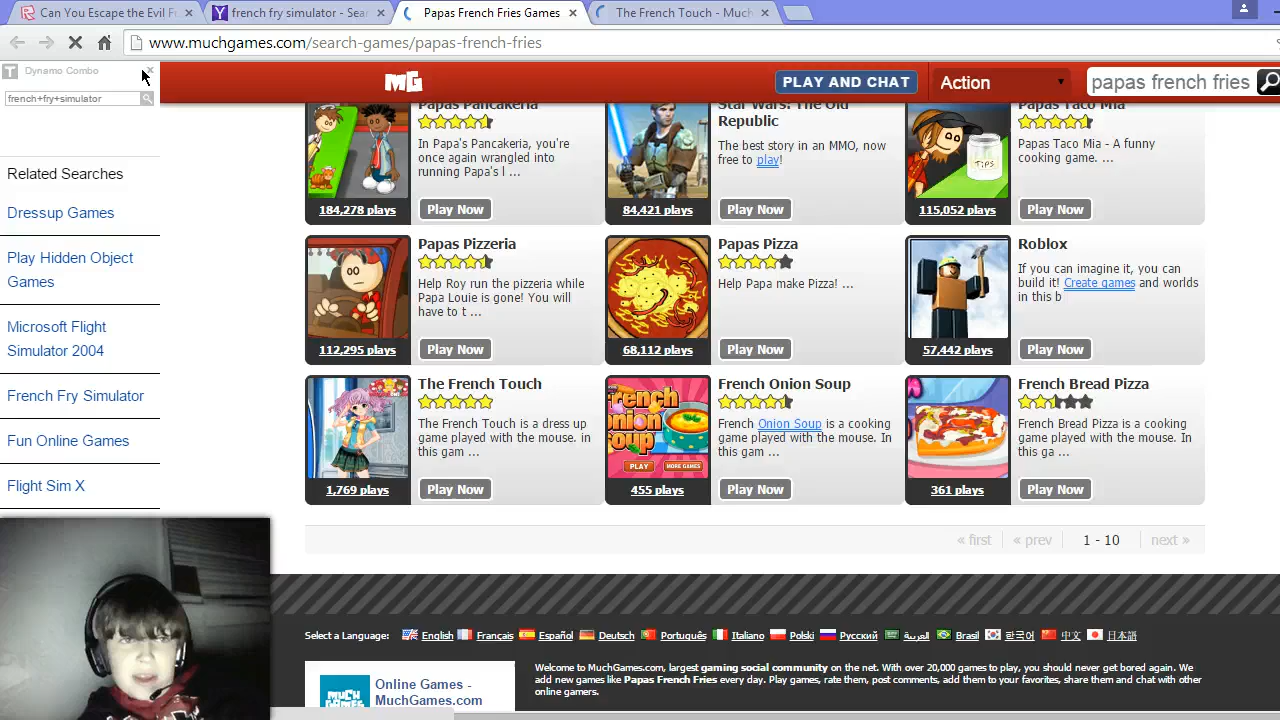 Can You Escape the Evil F
french fry simulator - Sea
Papas French Fries Games
The French Touch - Much
www.muchgames.com/search-games/papas-french-fries
Dynamo Combo
french+fry+simulator
Related Searches
Dressup Games
Play Hidden Object
Games
Microsoft Flight
Simulator 2004
French Fry Simulator
Fun Online Games
Flight Sim X
MG
PLAY AND CHAT
Action
papas french fries
Papas Pancakeria
In Papa's Pancakeria, you're
once again wrangled into
running Papa's l ...
184,278 plays
Play Now
Star Wars: The Old
Republic
The best story in an MMO, now
free to play!
84,421 plays
Play Now
Papas Taco Mia
Papas Taco Mia - A funny
cooking game. ...
TIPS
115,052 plays
Play Now
Papas Pizzeria
Help Roy run the pizzeria while
Papa Louie is gone! You will
have to t ...
112,295 plays
Play Now
Papas Pizza
Help Papa make Pizza! ...
68,112 plays
Play Now
Roblox
If you can imagine it, you can
build it! Create games and worlds
in this b
57,442 plays
Play Now
The French Touch
The French Touch is a dress up
game played with the mouse. in
this gam ...
1,769 plays
Play Now
French Onion Soup
French Onion Soup is a cooking
game played with the mouse. In
this gam ...
French
onion
Soup
PLAY
MORE GAMES
455 plays
Play Now
French Bread Pizza
French Bread Pizza is a cooking
game played with the mouse. In
this ga ...
361 plays
Play Now
« first
« prev
1 - 10
next »
Select a Language: English Français Español Deutsch Português Italiano Polski Русский العربية Brasil 한국어 中文 日本語
MUCH
GAMES
Online Games -
MuchGames.com
Welcome to MuchGames.com, largest gaming social community on the net. With over 20,000 games to play, you should never get bored again. We
add new games like Papas French Fries every day. Play games, rate them, post comments, add them to your favorites, share them and chat with other
online gamers.